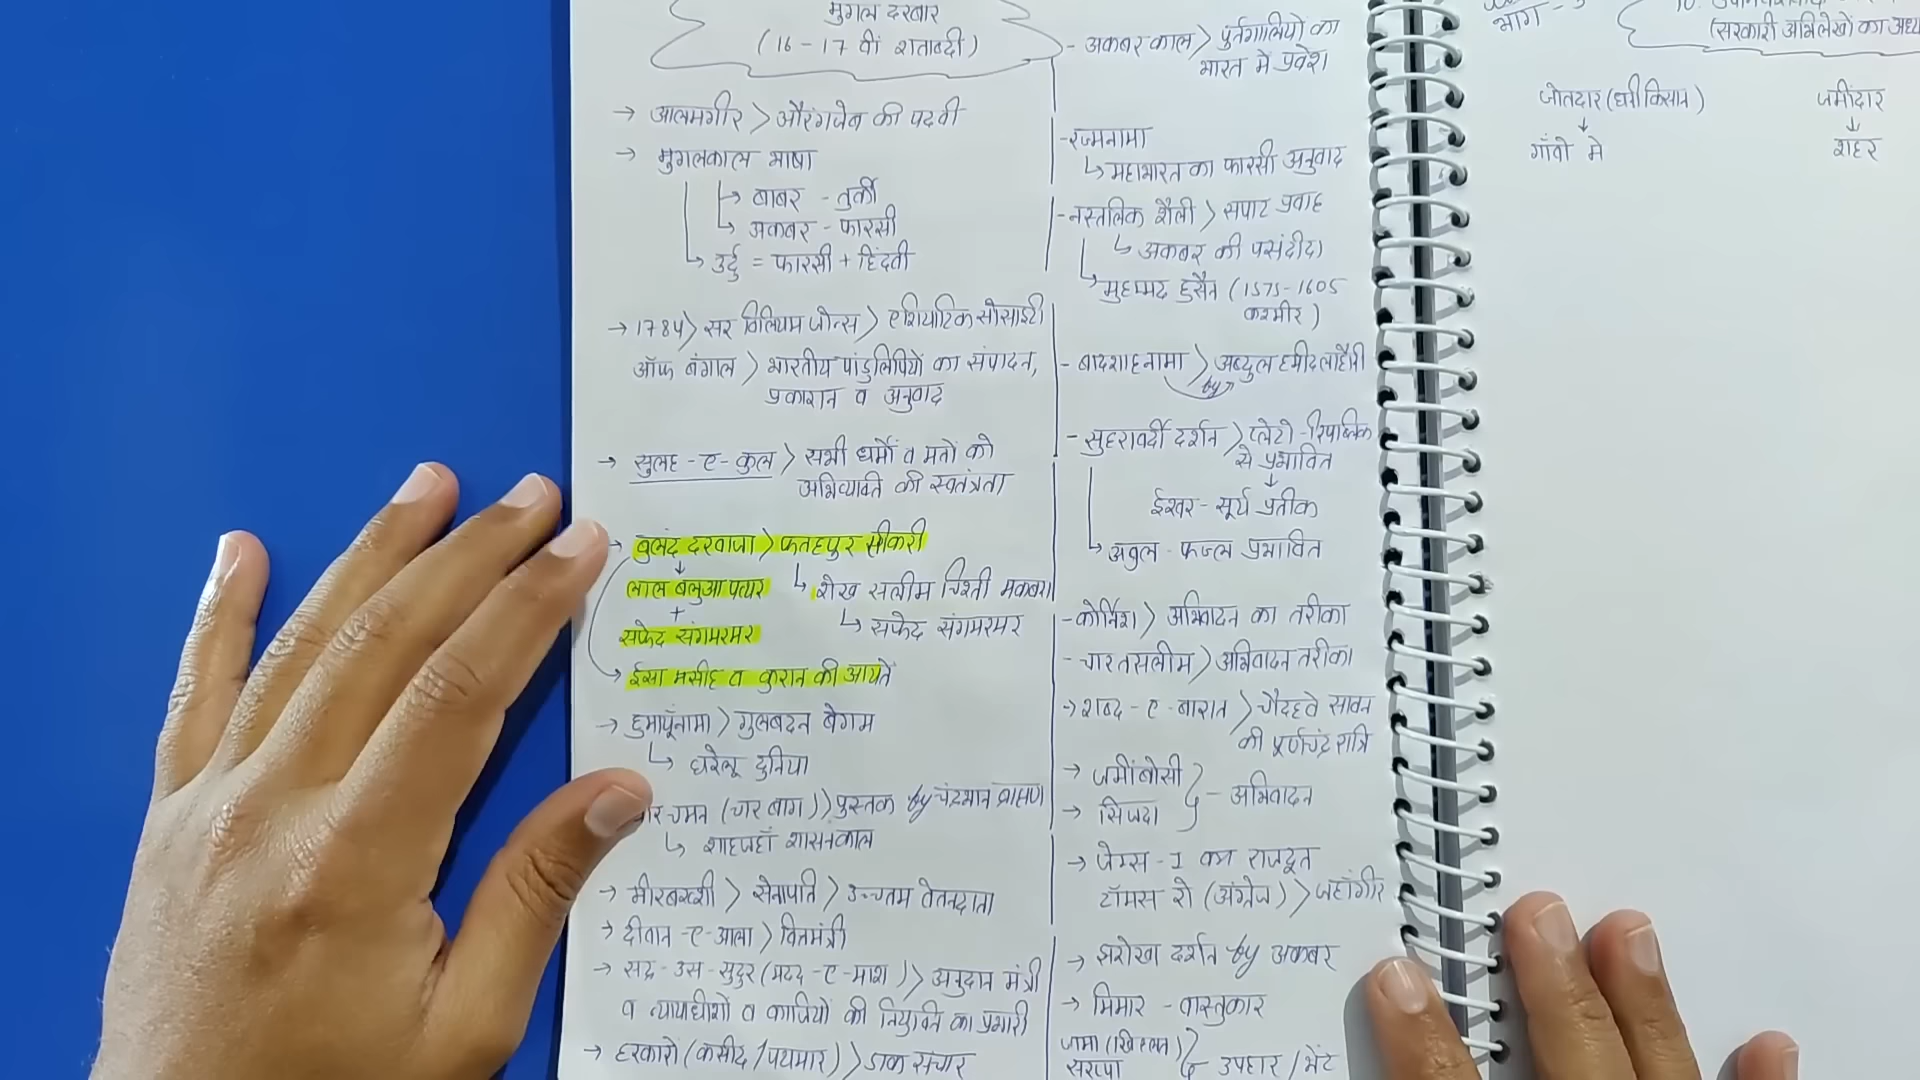 मुगल दरबार
(16 - 17 वीं शताब्दी)
→ आलमगीर > औरंगजेब की पदवी
→ मुगलकाल भाषा
↳ बाबर - तुर्की
↳ अकबर - फारसी
↳ उर्दु = फारसी + हिंदवी
→ 1784 > सर विलियम जोन्स > एशियाटिक सोसाइटी
ऑफ बंगाल > भारतीय पांडुलिपियों का संपादन,
प्रकाशन व अनुवाद
→ सुलह - ए - कुल > सभी धर्मों व मतों को
अभिव्यक्ति की स्वतंत्रता
→ बुलंद दरवाजा > फतहपुर सीकरी
↓
लाल बलुआ पत्थर
↳ शेख सलीम चिश्ती मकबरा
+
सफेद संगमरमर
↳ सफेद संगमरमर
→ ईसा मसीह व कुरान की आयतें
→ हुमायूँनामा > गुलबदन बेगम
↳ घरेलू दुनिया
चार चमन (चार बाग) > पुस्तक by चंद्रभान ब्राह्मण
↳ शाहजहाँ शासनकाल
→ मीरबख्शी > सेनापति > उच्चतम वेतनदाता
→ दीवान - ए - आला > वितमंत्री
→ सद्र - उस - सुदुर (मदद - ए - माश) > अनुदान मंत्री
व न्यायाधीशों व काजियों की नियुक्ति का प्रभारी
→ हरकारों (कसीद / पथमार) > डाक संचार
- अकबर काल > पुर्तगालियों का
भारत में प्रवेश
- रज्मनामा
↳ महाभारत का फारसी अनुवाद
- नस्तलिक शैली > सपाट प्रवाह
↳ अकबर की पसंदीदा
↳ मुहम्मद हुसैन (1575 - 1605
कश्मीर)
- बादशाहनामा > अब्दुल हमीद लाहौरी
by
- सुहरावर्दी दर्शन > प्लेटो - रिपब्लिक
से प्रभावित
↓
ईश्वर - सूर्य प्रतीक
↳ अबुल - फज्ल प्रभावित
- कोर्निश > अभिवादन का तरीका
- चार तसलीम > अभिवादन तरीका
→ शब्द - ए - बारात > चौदहवे सावन
की पूर्णचंद्र रात्रि
→ जमींबोसी
→ सिजदा
- अभिवादन
→ जेम्स - I का राजदूत
टॉमस रो (अंग्रेज) > जहाँगीर
→ झरोखा दर्शन by अकबर
→ मिमार - वास्तुकार
जामा (खिल्लत)
सरप्पा
- उपहार / भेंट
भाग -
10.
(सरकारी अभिलेखों का अध्य
जोतदार (धनी किसान)
↓
गाँवो मे
जमींदार
↓
शहर